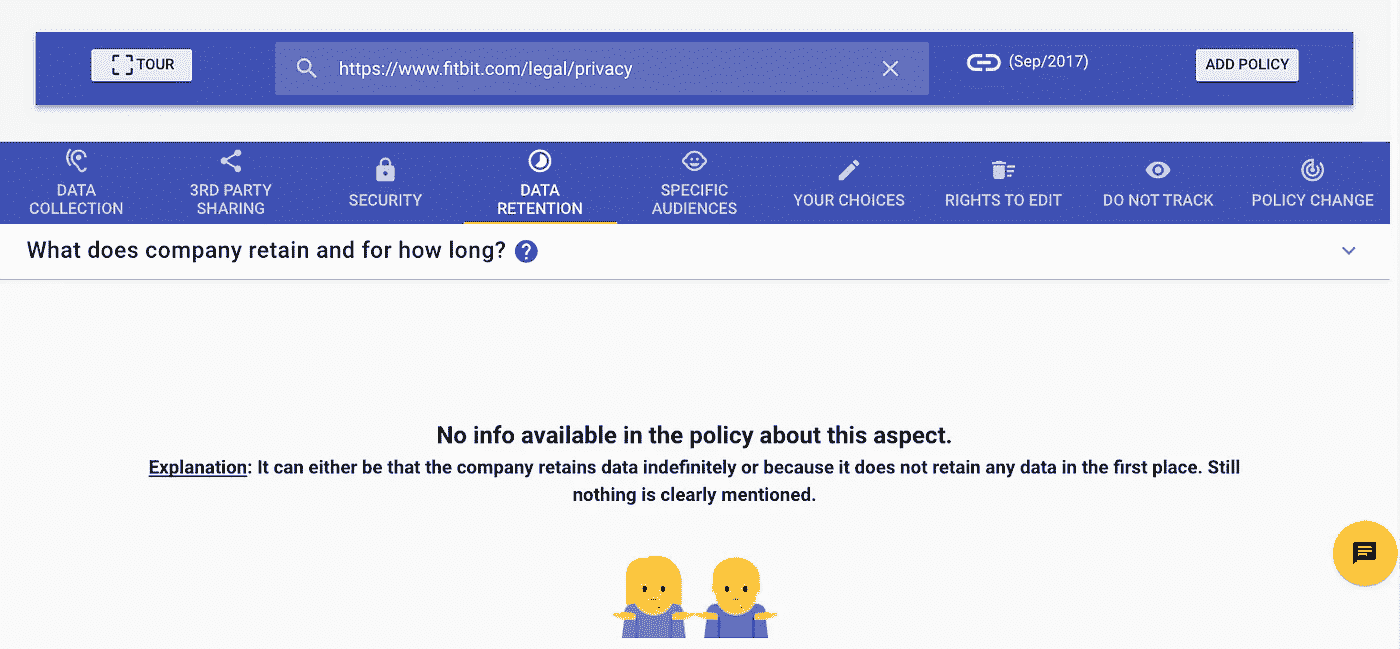 TOUR
https://www.fitbit.com/legal/privacy
(Sep/2017)
ADD POLICY
DATA
COLLECTION
3RD PARTY
SHARING
SECURITY
DATA
RETENTION
SPECIFIC
AUDIENCES
YOUR CHOICES
RIGHTS TO EDIT
DO NOT TRACK
POLICY CHANGE
What does company retain and for how long? ?
No info available in the policy about this aspect.
Explanation: It can either be that the company retains data indefinitely or because it does not retain any data in the first place. Still
nothing is clearly mentioned.